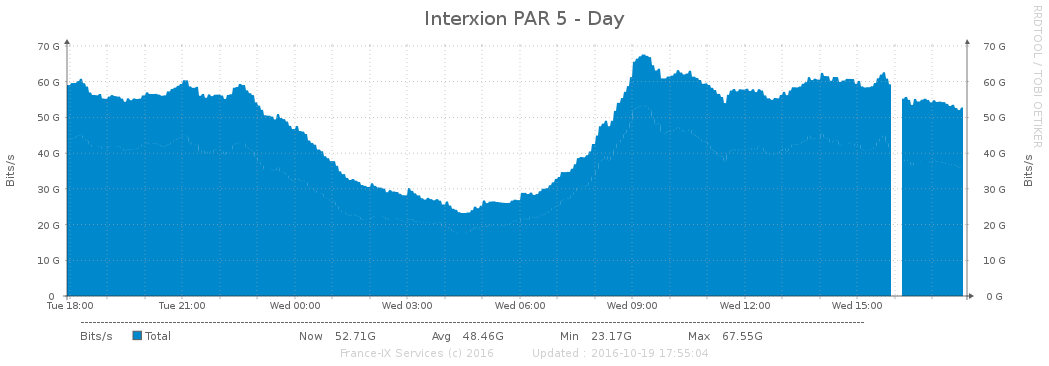 Interxion PAR 5 - Day
RRDTOOL / TOBI OETIKER
Bits/s
Bits/s
70 G 70 G
60 G 60 G
50 G 50 G
40 G 40 G
30 G 30 G
20 G 20 G
10 G 10 G
0 0 G
Tue 18:00 Tue 21:00 Wed 00:00 Wed 03:00 Wed 06:00 Wed 09:00 Wed 12:00 Wed 15:00
Bits/s Total Now 52.71G Avg 48.46G Min 23.17G Max 67.55G
France-IX Services (c) 2016 Updated : 2016-10-19 17:55:04